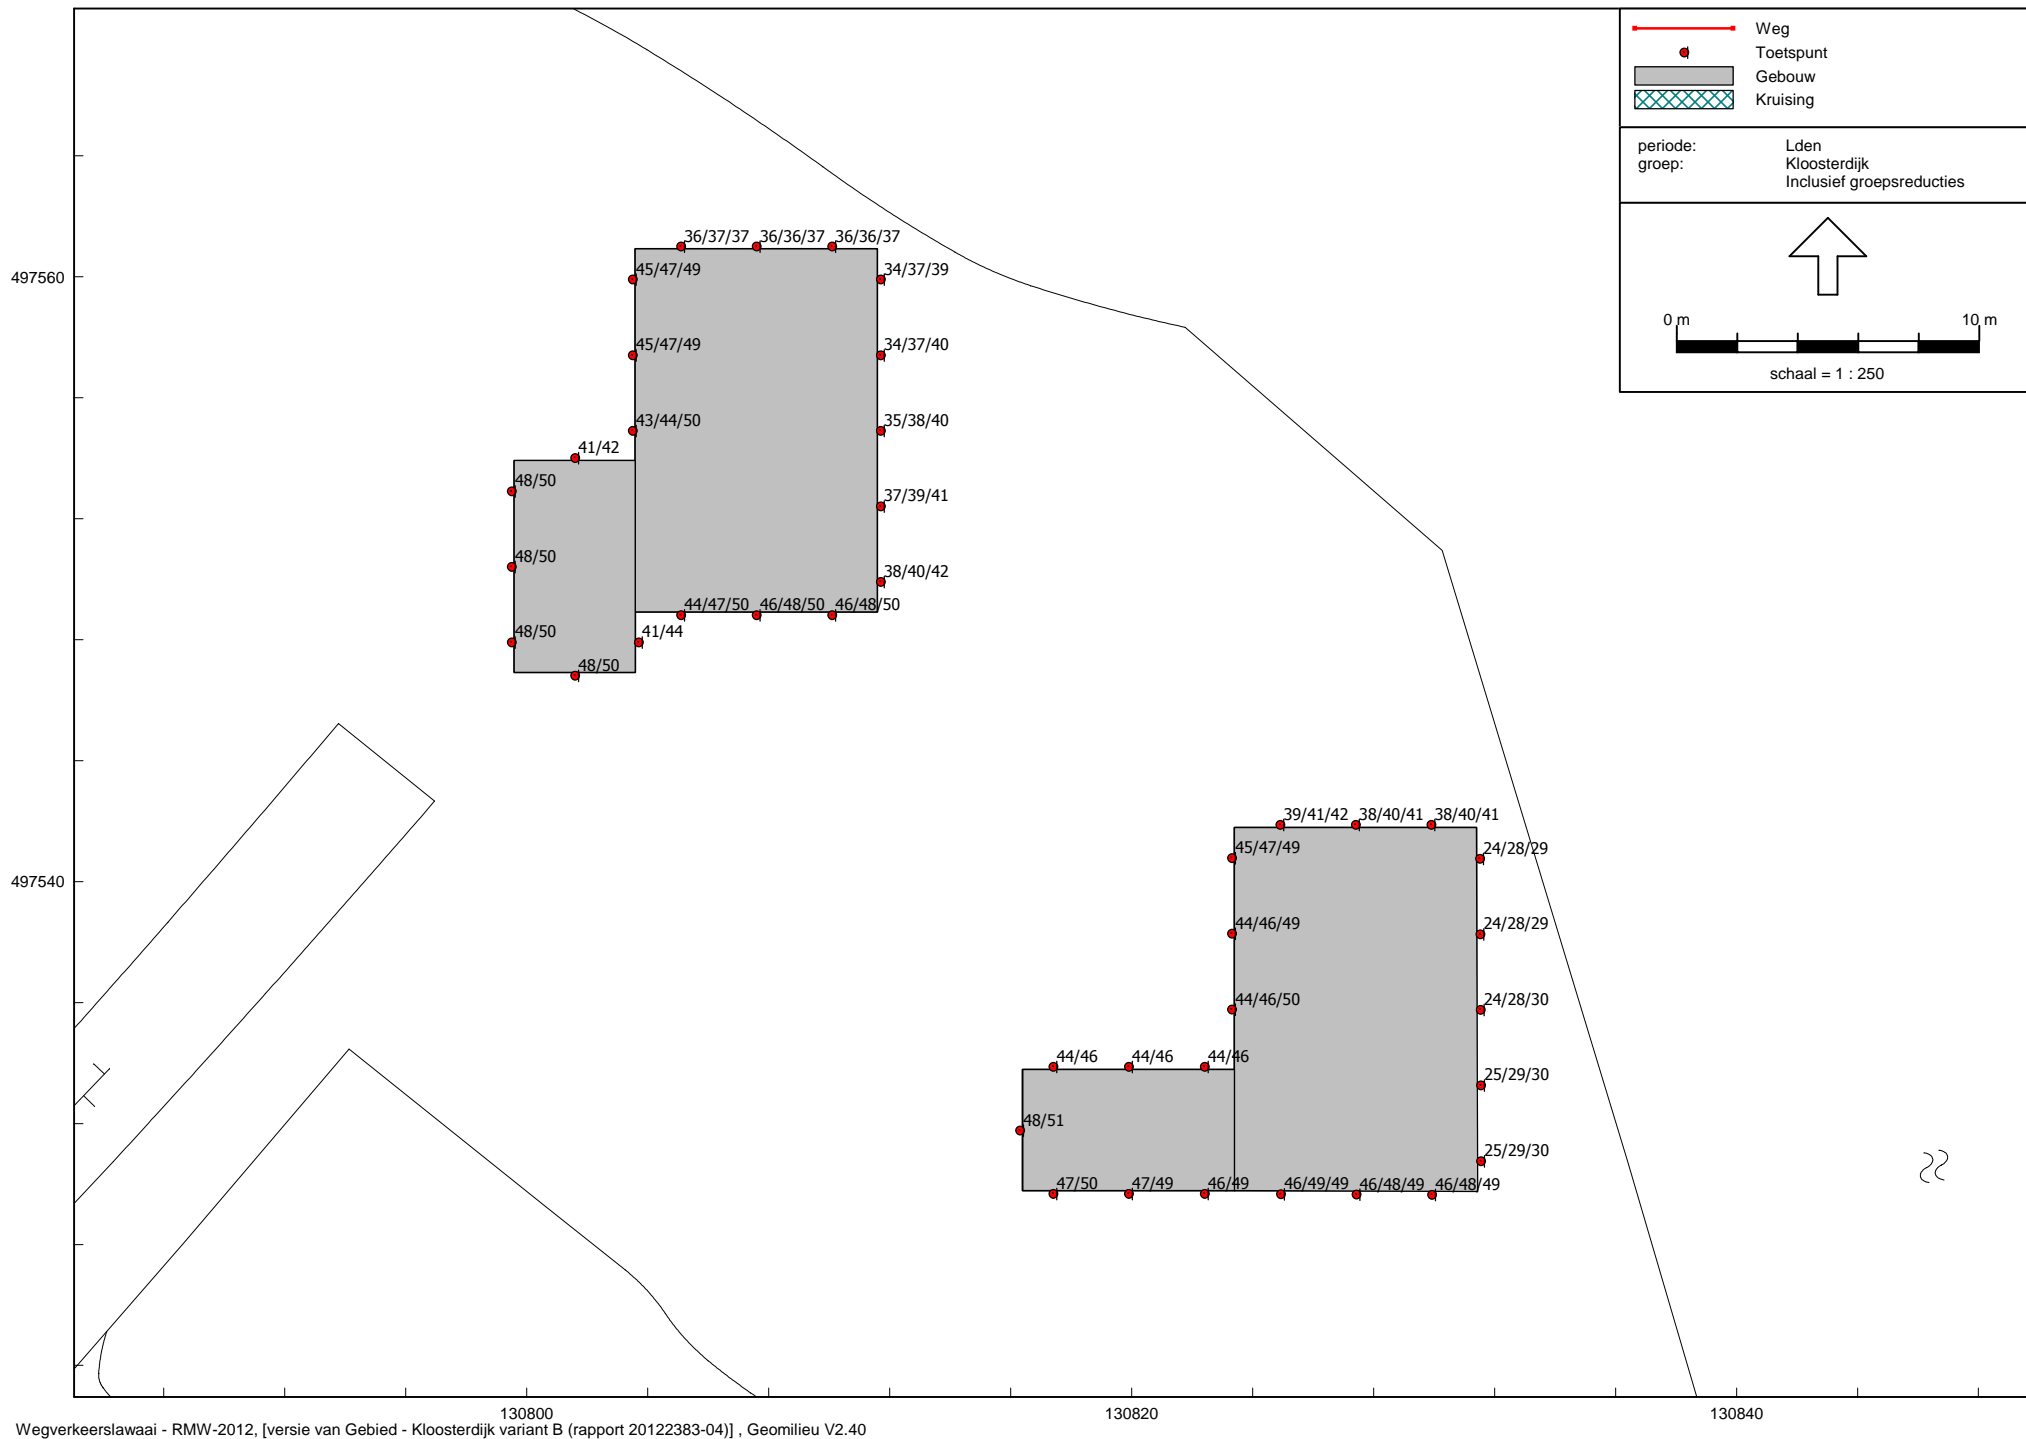 Weg
Toetspunt
Gebouw
Kruising
periode: Lden
groep: Kloosterdijk
Inclusief groepsreducties
0 m 10 m
schaal = 1 : 250
36/37/37 36/36/37 36/36/37
45/47/49 34/37/39
497560
45/47/49 34/37/40
43/44/50 35/38/40
41/42
48/50 37/39/41
48/50 38/40/42
44/47/50 46/48/50 46/48/50
48/50 41/44
48/50
39/41/42 38/40/41 38/40/41
45/47/49 24/28/29
497540
44/46/49 24/28/29
44/46/50 24/28/30
44/46 44/46 44/46
25/29/30
48/51
25/29/30
47/50 47/49 46/49 46/49/49 46/48/49 46/48/49
130800 130820 130840
Wegverkeerslawaai - RMW-2012, [versie van Gebied - Kloosterdijk variant B (rapport 20122383-04)] , Geomilieu V2.40